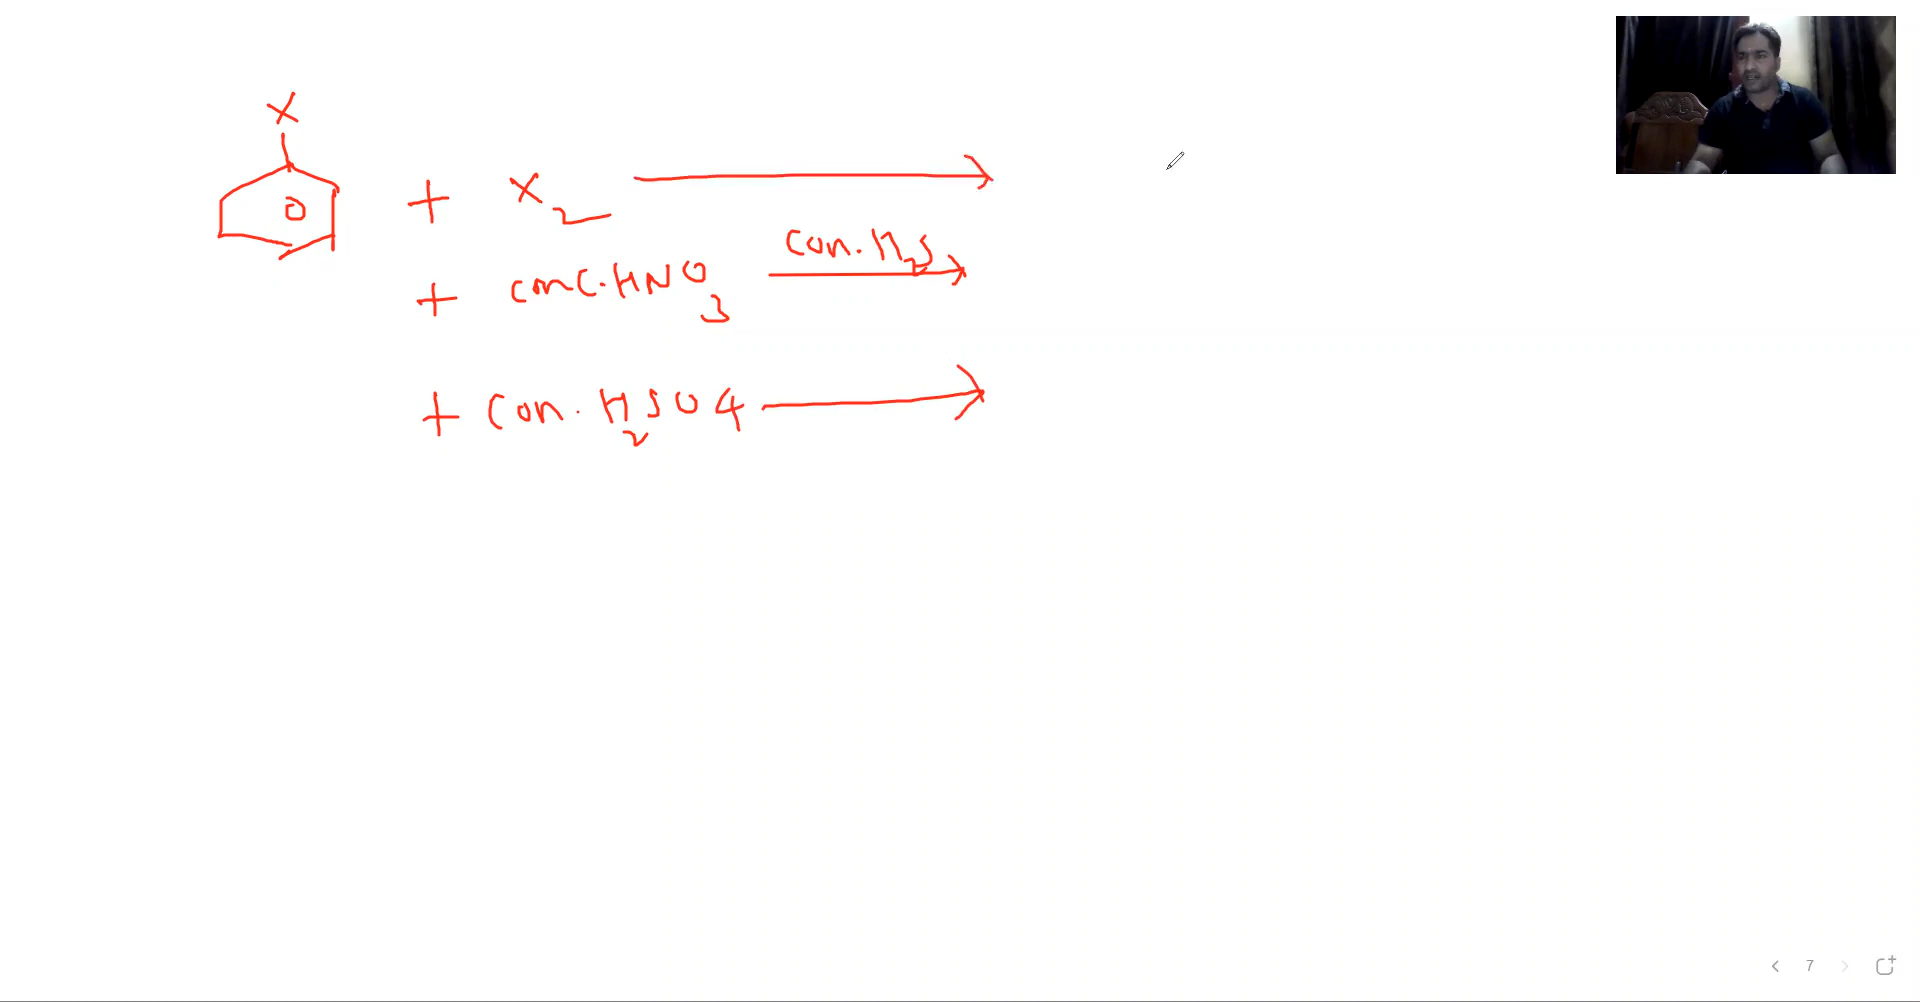 X
+ X2
con.H2S
+ conc.HNO3
+ con.H2SO4
7